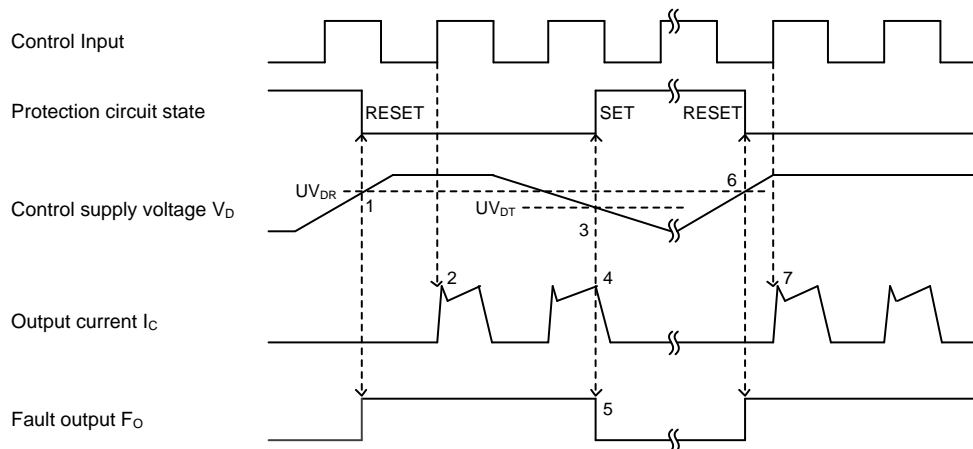 Control Input
Protection circuit state
RESET
SET
RESET
UVDR
1
6
Control supply voltage VD
UVDT
3
2
4
7
Output current IC
Fault output FO
5